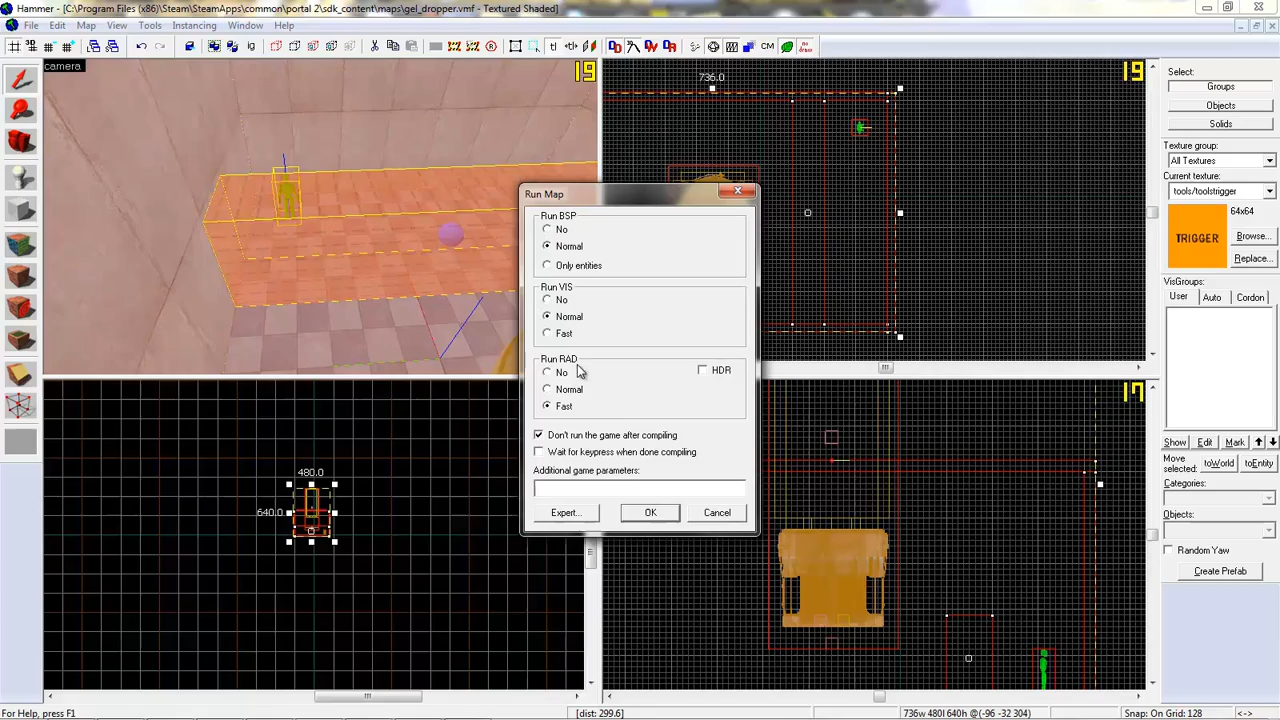 Hammer - [C:\Program Files (x86)\Steam\SteamApps\common\portal 2\sdk_content\maps\gel_dropper.vmf - Textured Shaded]
File Edit Map View Tools Instancing Window Help
CM
camera
19
736.0
19
Select:
Groups
Objects
Solids
Texture group:
All Textures
Current texture:
tools/toolstrigger
64x64
TRIGGER
Browse...
Replace...
VisGroups:
User Auto Cordon
Show Edit Mark
Move selected: toWorld toEntity
Categories:
Objects:
Random Yaw
Create Prefab
Run Map
Run BSP
No
Normal
Only entities
Run VIS
No
Normal
Fast
Run RAD
No
HDR
Normal
Fast
Don't run the game after compiling
Wait for keypress when done compiling
Additional game parameters:
Expert... OK Cancel
480.0
640.0
17
For help, press F1
[dist: 299.6]
736w 480l 640h @(-96 -32 304)
Snap: On Grid: 128
<->